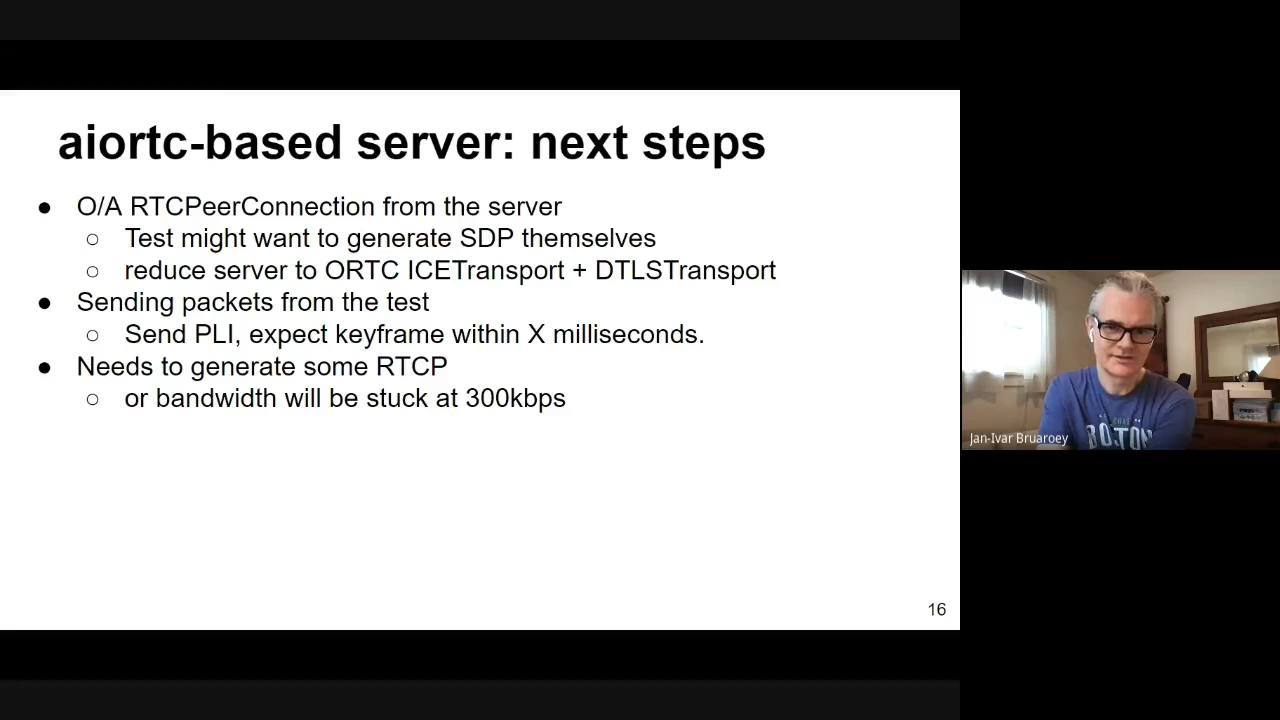 aiortc-based server: next steps
● O/A RTCPeerConnection from the server
○ Test might want to generate SDP themselves
○ reduce server to ORTC ICETransport + DTLSTransport
● Sending packets from the test
○ Send PLI, expect keyframe within X milliseconds.
● Needs to generate some RTCP
○ or bandwidth will be stuck at 300kbps
16
Jan-Ivar Bruaroey
BOSTON